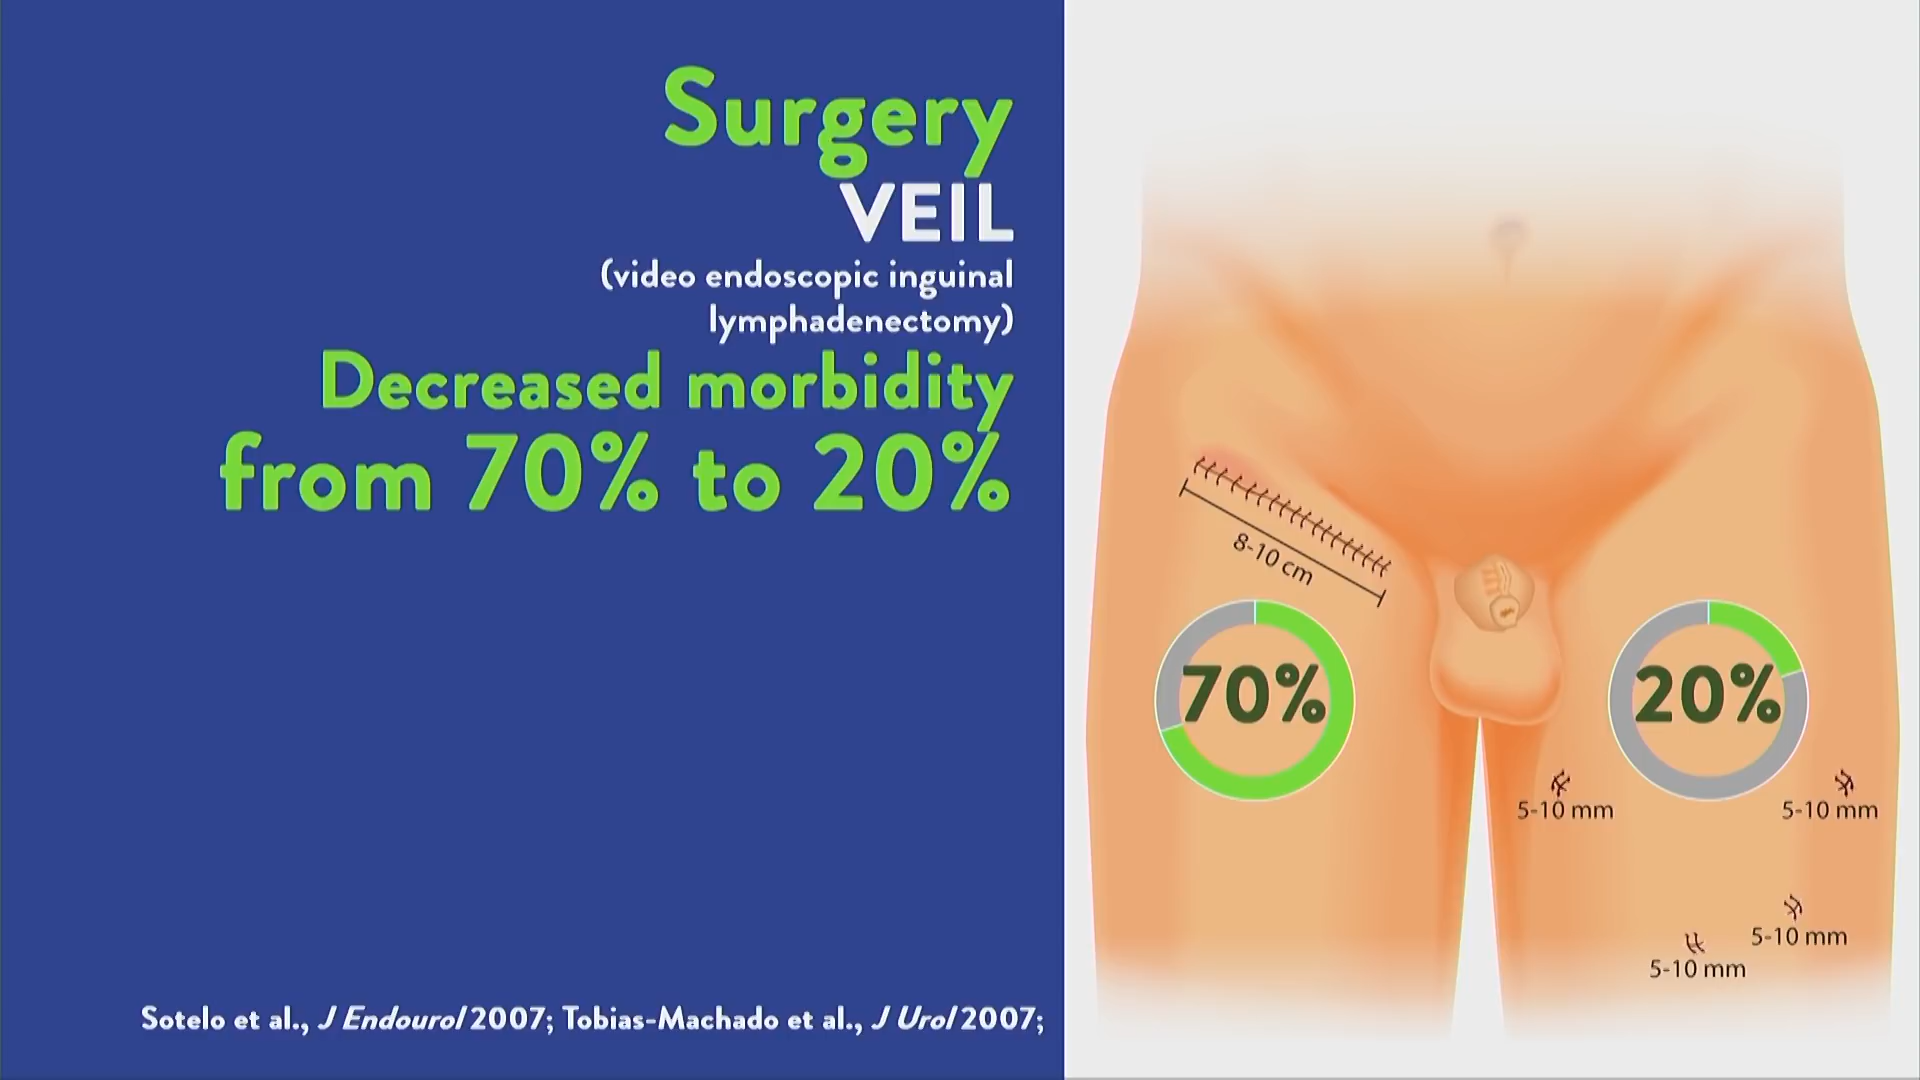 Surgery
VEIL
(video endoscopic inguinal
lymphadenectomy)
Decreased morbidity
from 70% to 20%
Sotelo et al., J Endourol 2007; Tobias-Machado et al., J Urol 2007;
8-10 cm
70%
20%
5-10 mm
5-10 mm
5-10 mm
5-10 mm